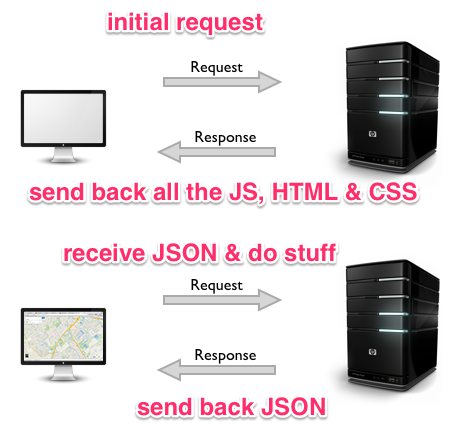 initial request
Request
Response
send back all the JS, HTML & CSS
receive JSON & do stuff
Request
Response
send back JSON